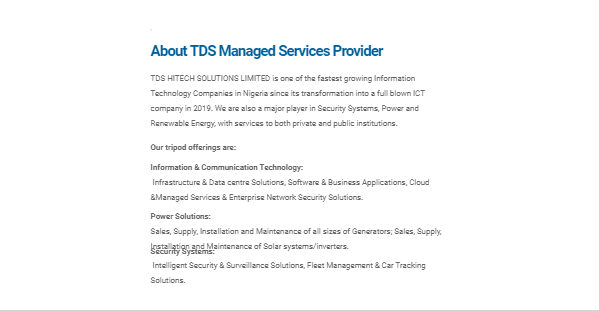 About TDS Managed Services Provider
TDS HITECH SOLUTIONS LIMITED is one of the fastest growing Information
Technology Companies in Nigeria since its transformation into a full blown ICT
company in 2019. We are also a major player in Security Systems, Power and
Renewable Energy, with services to both private and public institutions.
Our tripod offerings are:
Information & Communication Technology:
Infrastructure & Data centre Solutions, Software & Business Applications, Cloud
&Managed Services & Enterprise Network Security Solutions.
Power Solutions:
Sales, Supply, Installation and Maintenance of all sizes of Generators; Sales, Supply,
Installation and Maintenance of Solar systems/inverters.
Security Systems:
Intelligent Security & Surveillance Solutions, Fleet Management & Car Tracking
Solutions.